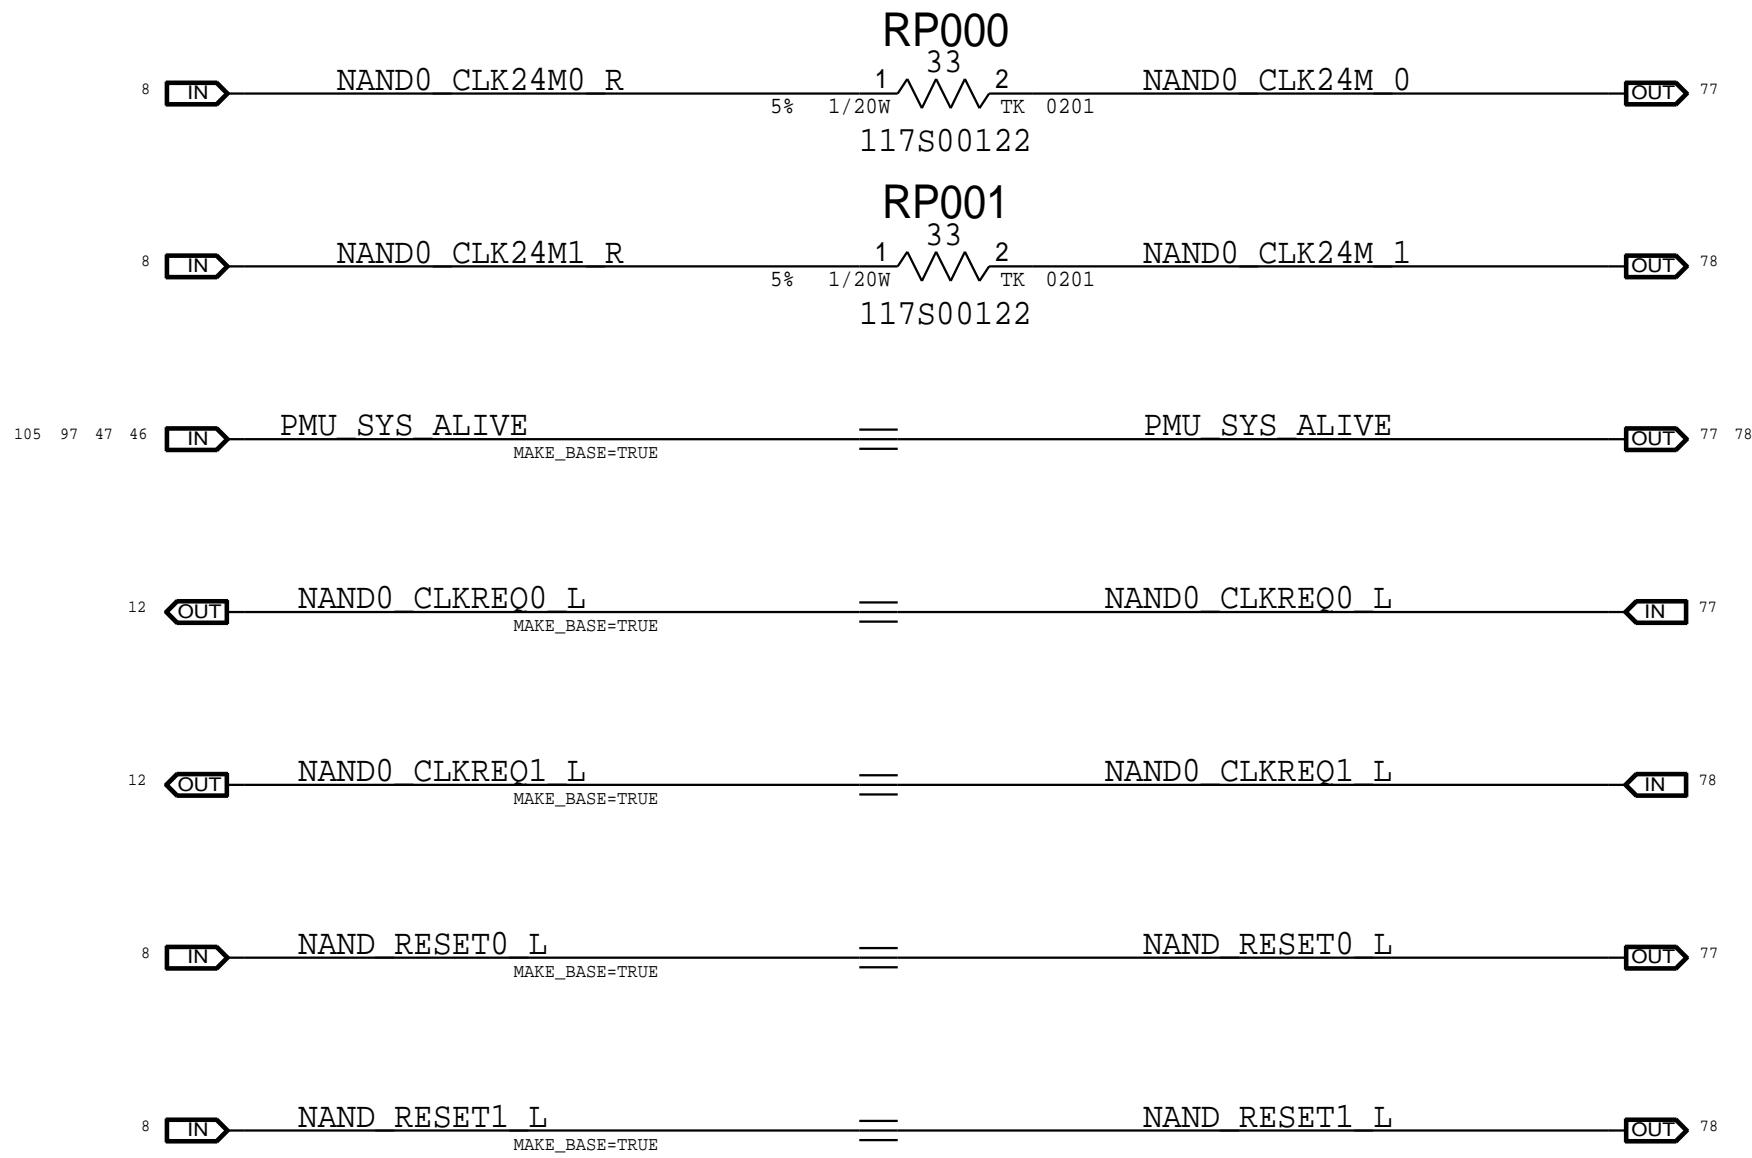 RP000
33
8 IN NAND0_CLK24M0_R 1 2 NAND0_CLK24M_0 OUT 77
5% 1/20W TK 0201
117S00122
RP001
33
8 IN NAND0_CLK24M1_R 1 2 NAND0_CLK24M_1 OUT 78
5% 1/20W TK 0201
117S00122
105 97 47 46 IN PMU_SYS_ALIVE PMU_SYS_ALIVE OUT 77 78
MAKE_BASE=TRUE
12 OUT NAND0_CLKREQ0_L NAND0_CLKREQ0_L IN 77
MAKE_BASE=TRUE
12 OUT NAND0_CLKREQ1_L NAND0_CLKREQ1_L IN 78
MAKE_BASE=TRUE
8 IN NAND_RESET0_L NAND_RESET0_L OUT 77
MAKE_BASE=TRUE
8 IN NAND_RESET1_L NAND_RESET1_L OUT 78
MAKE_BASE=TRUE